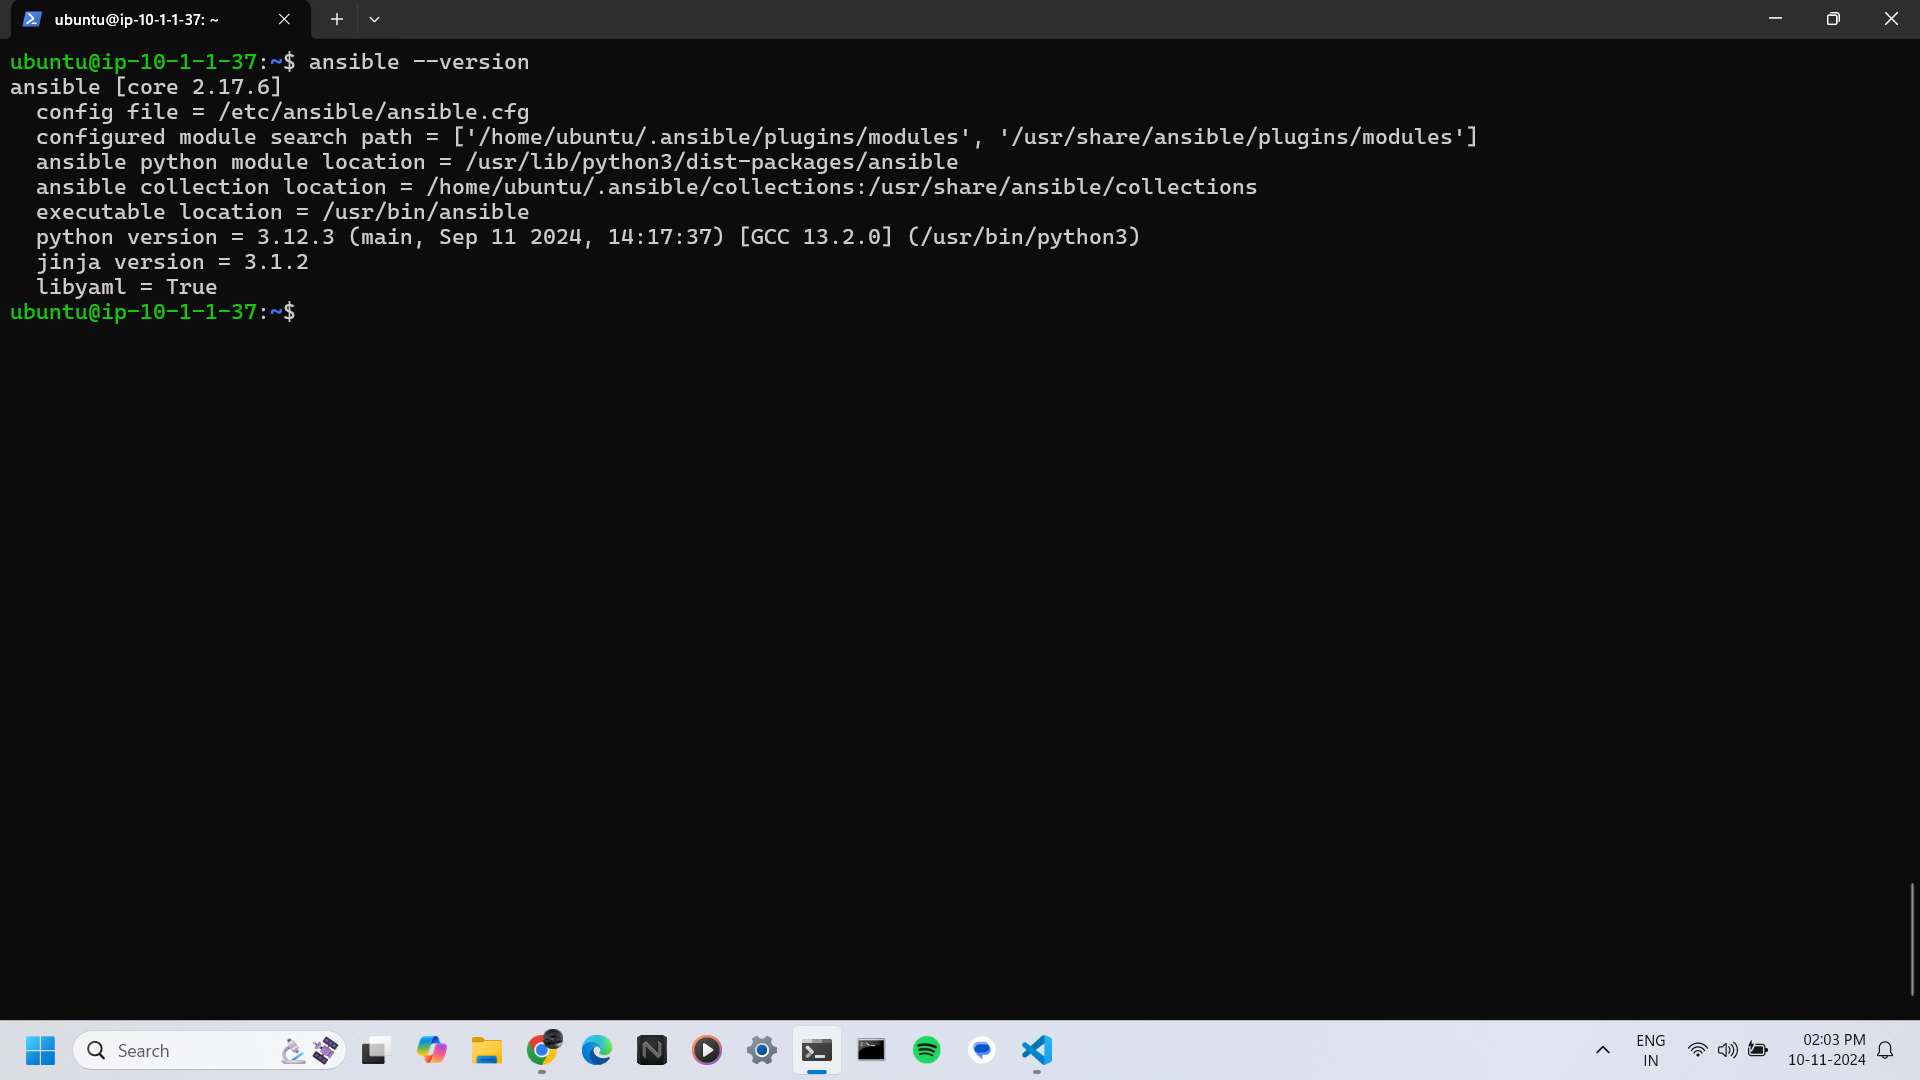 ubuntu@ip-10-1-1-37: ~
ubuntu@ip-10-1-1-37:~$ ansible --version
ansible [core 2.17.6]
  config file = /etc/ansible/ansible.cfg
  configured module search path = ['/home/ubuntu/.ansible/plugins/modules', '/usr/share/ansible/plugins/modules']
  ansible python module location = /usr/lib/python3/dist-packages/ansible
  ansible collection location = /home/ubuntu/.ansible/collections:/usr/share/ansible/collections
  executable location = /usr/bin/ansible
  python version = 3.12.3 (main, Sep 11 2024, 14:17:37) [GCC 13.2.0] (/usr/bin/python3)
  jinja version = 3.1.2
  libyaml = True
ubuntu@ip-10-1-1-37:~$
Search
ENG
IN
02:03 PM
10-11-2024